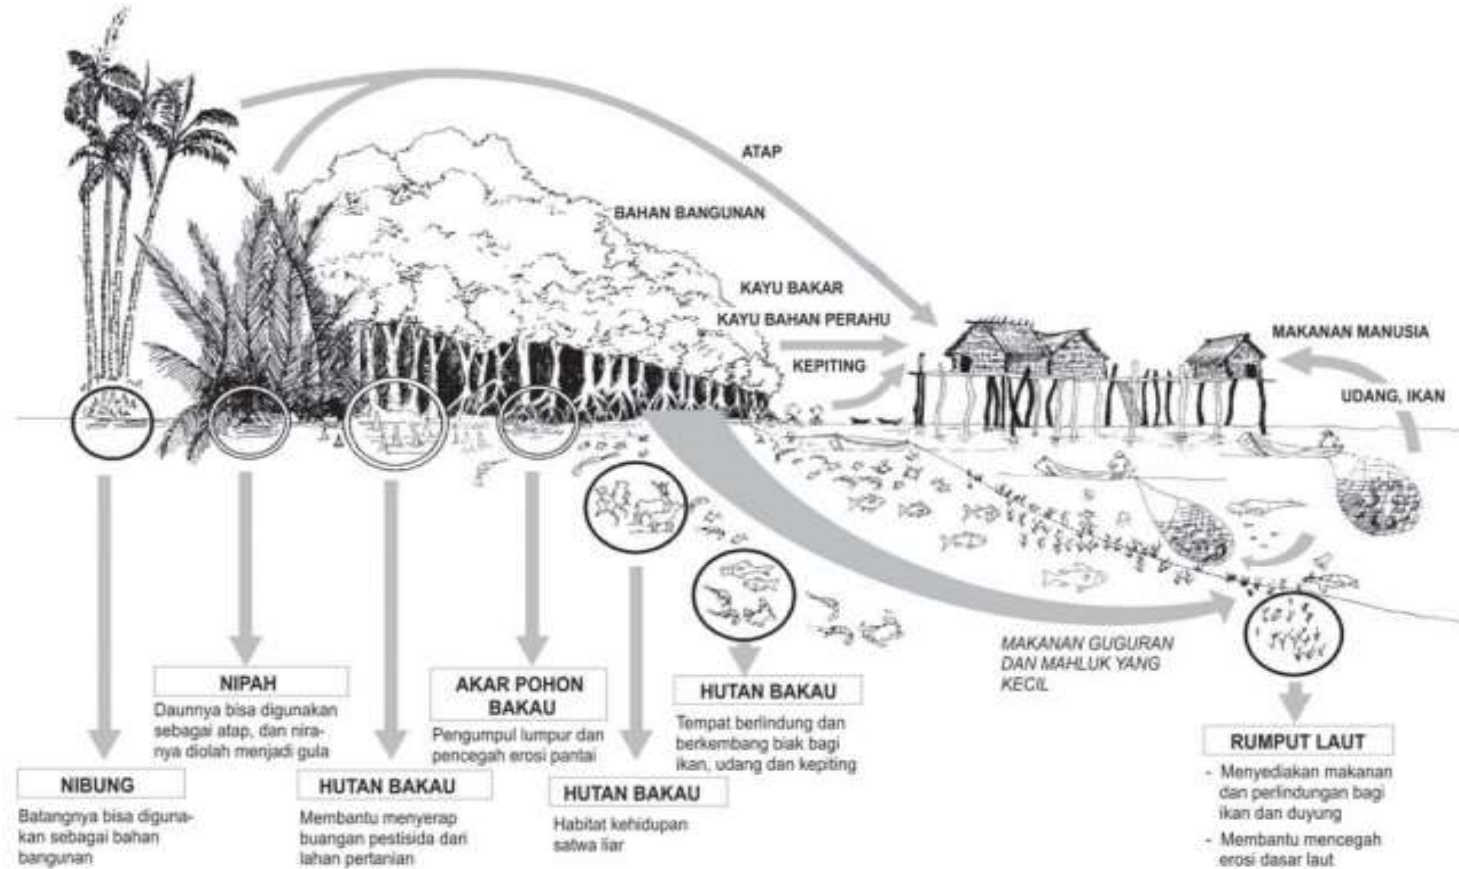 ATAP
BAHAN BANGUNAN
KAYU BAKAR
KAYU BAHAN PERAHU
KEPITING
MAKANAN MANUSIA
UDANG, IKAN
MAKANAN GUGURAN
DAN MAHLUK YANG
KECIL
NIBUNG
Batangnya bisa diguna-
kan sebagai bahan
bangunan
NIPAH
Daunnya bisa digunakan
sebagai atap, dan nira-
nya diolah menjadi gula
HUTAN BAKAU
Membantu menyerap
buangan pestisida dari
lahan pertanian
AKAR POHON
BAKAU
Pengumpul lumpur dan
pencegah erosi pantai
HUTAN BAKAU
Habitat kehidupan
satwa liar
HUTAN BAKAU
Tempat berlindung dan
berkembang biak bagi
ikan, udang dan kepiting
RUMPUT LAUT
- Menyediakan makanan
dan perlindungan bagi
ikan dan duyung
- Membantu mencegah
erosi dasar laut